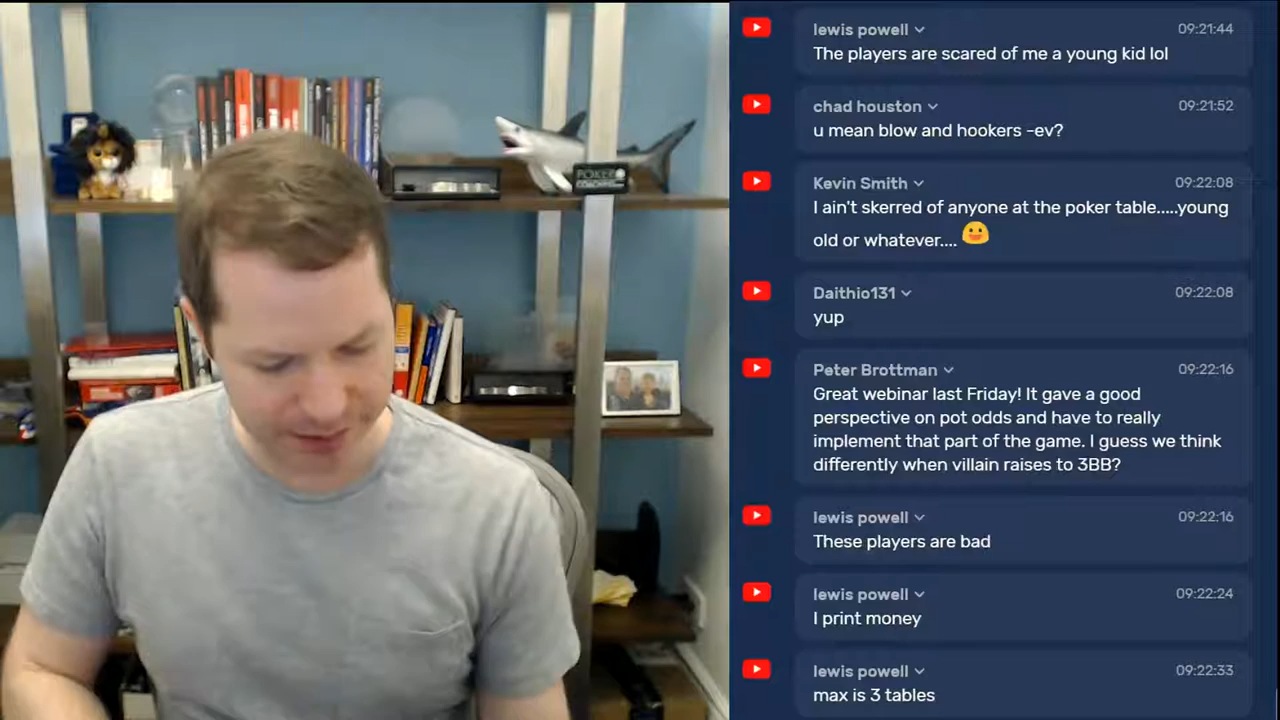 lewis powell
09:21:44
The players are scared of me a young kid lol
chad houston
09:21:52
u mean blow and hookers -ev?
Kevin Smith
09:22:08
I ain't skerred of anyone at the poker table.....young
old or whatever....
Daithio131
09:22:08
yup
Peter Brottman
09:22:16
Great webinar last Friday! It gave a good
perspective on pot odds and have to really
implement that part of the game. I guess we think
differently when villain raises to 3BB?
lewis powell
09:22:16
These players are bad
lewis powell
09:22:24
I print money
lewis powell
09:22:33
max is 3 tables
POKER
COACHING